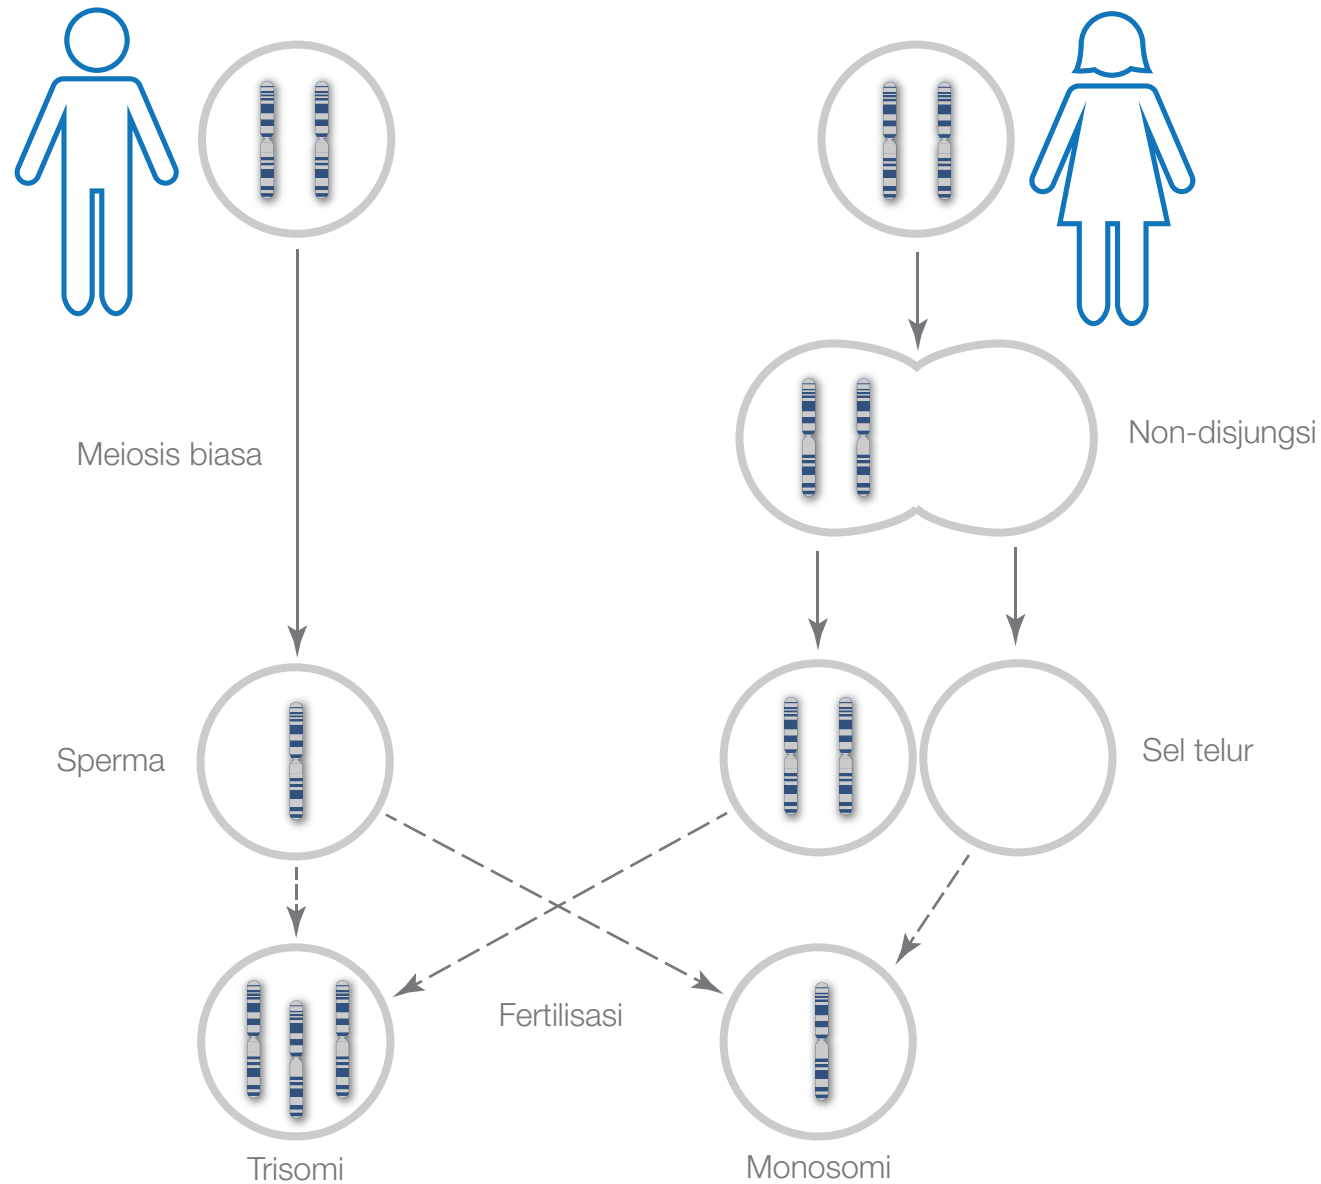 Non-disjungsi
Meiosis biasa
Sel telur
Sperma
Fertilisasi
Trisomi
Monosomi